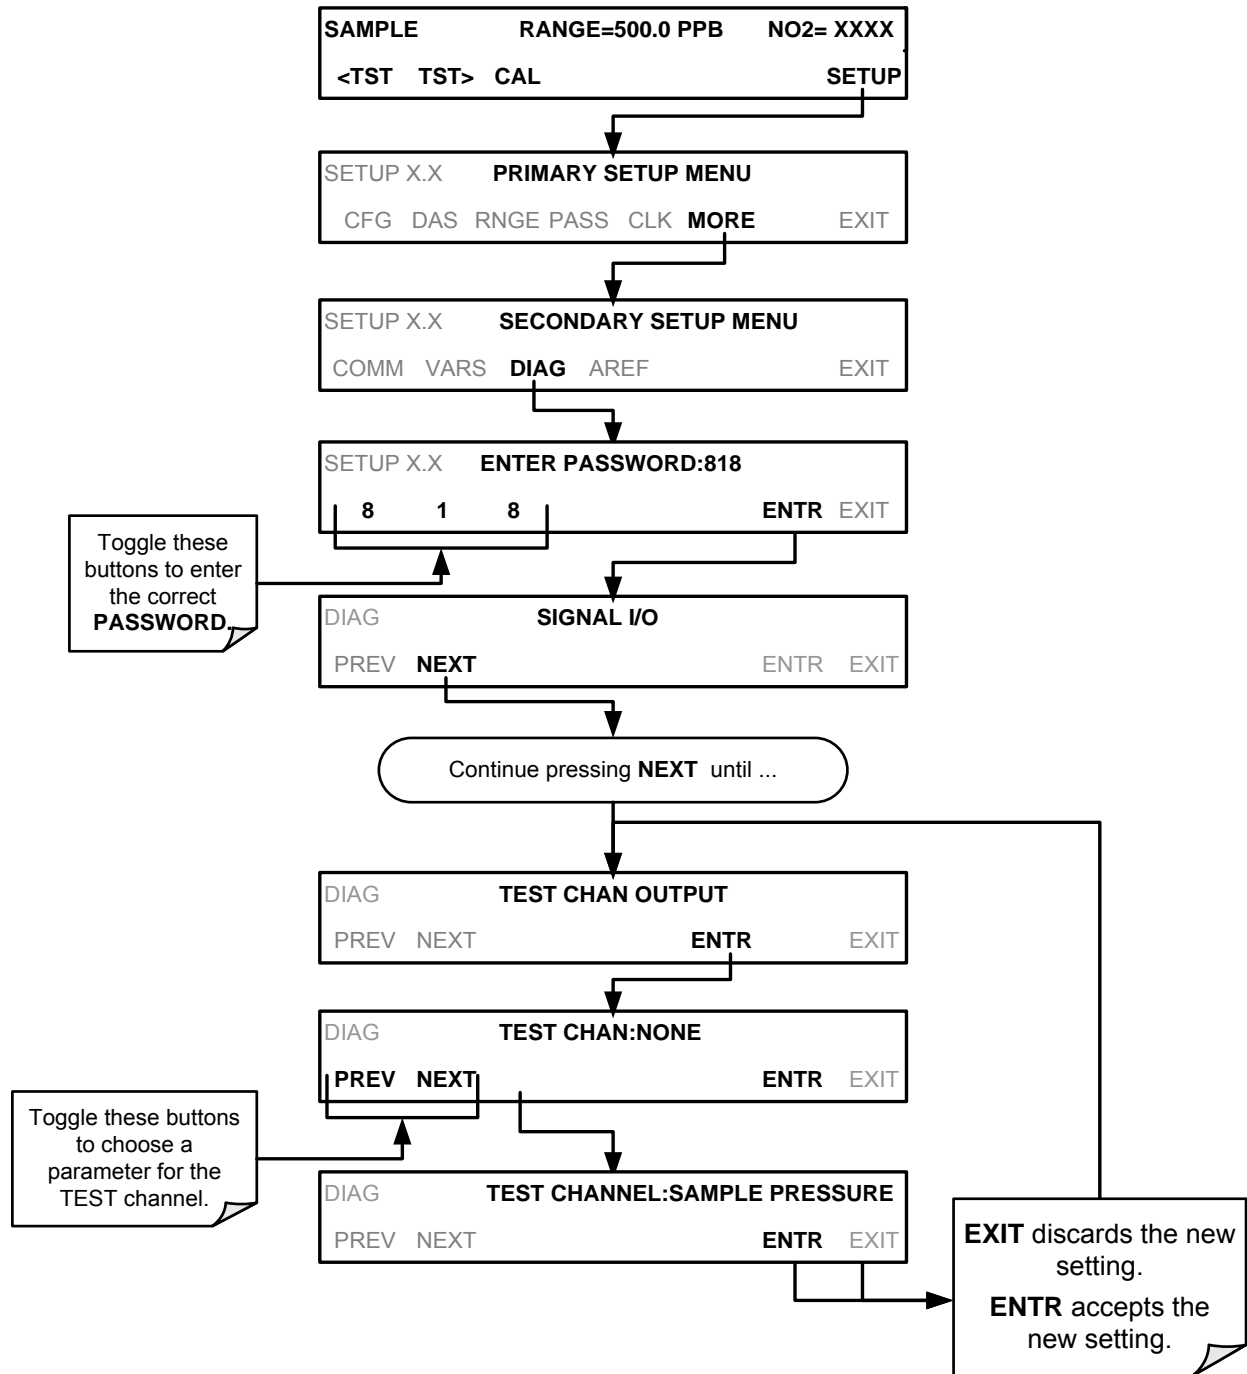 SAMPLE RANGE=500.0 PPB NO2= XXXX
<TST TST> CAL SETUP
SETUP X.X PRIMARY SETUP MENU
CFG DAS RNGE PASS CLK MORE EXIT
SETUP X.X SECONDARY SETUP MENU
COMM VARS DIAG AREF EXIT
SETUP X.X ENTER PASSWORD:818
8 1 8 ENTR EXIT
Toggle these
buttons to enter
the correct
PASSWORD.
DIAG SIGNAL I/O
PREV NEXT ENTR EXIT
Continue pressing NEXT until ...
DIAG TEST CHAN OUTPUT
PREV NEXT ENTR EXIT
DIAG TEST CHAN:NONE
PREV NEXT ENTR EXIT
Toggle these buttons
to choose a
parameter for the
TEST channel.
DIAG TEST CHANNEL:SAMPLE PRESSURE
PREV NEXT ENTR EXIT
EXIT discards the new
setting.
ENTR accepts the
new setting.